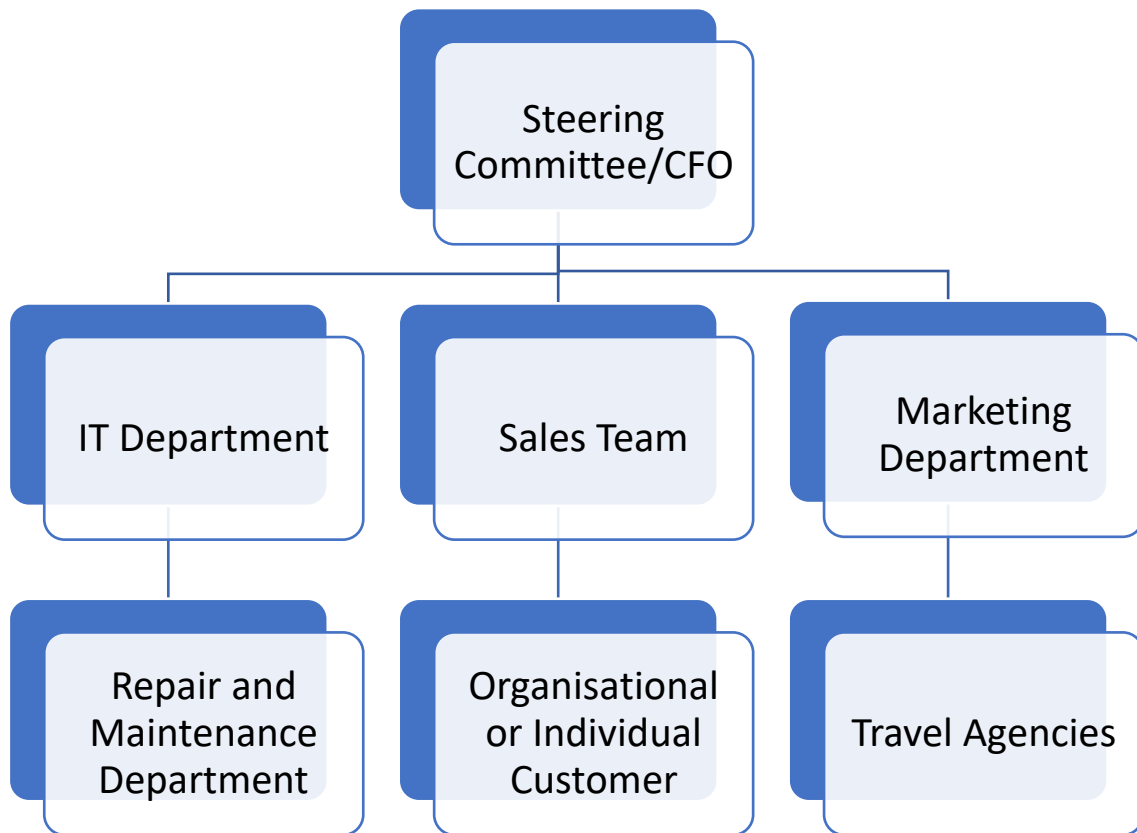 Steering
Committee/CFO
IT Department
Sales Team
Marketing
Department
Repair and
Maintenance
Department
Organisational
or Individual
Customer
Travel Agencies